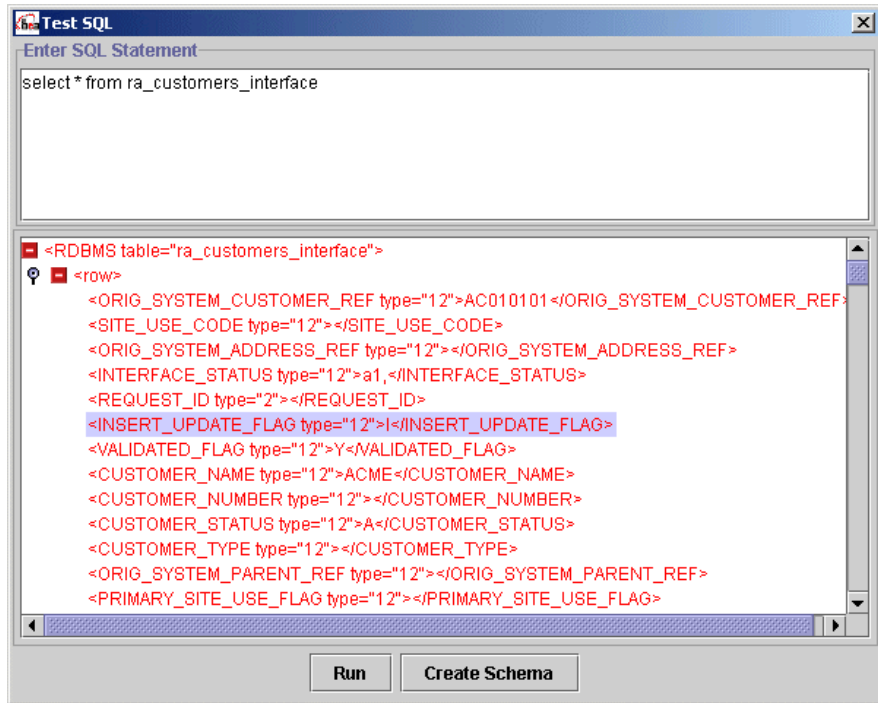 bea Test SQL
Enter SQL Statement
select * from ra_customers_interface
<RDBMS table="ra_customers_interface">
<row>
<ORIG_SYSTEM_CUSTOMER_REF type="12">AC010101</ORIG_SYSTEM_CUSTOMER_REF>
<SITE_USE_CODE type="12"></SITE_USE_CODE>
<ORIG_SYSTEM_ADDRESS_REF type="12"></ORIG_SYSTEM_ADDRESS_REF>
<INTERFACE_STATUS type="12">a1,</INTERFACE_STATUS>
<REQUEST_ID type="2"></REQUEST_ID>
<INSERT_UPDATE_FLAG type="12">I</INSERT_UPDATE_FLAG>
<VALIDATED_FLAG type="12">Y</VALIDATED_FLAG>
<CUSTOMER_NAME type="12">ACME</CUSTOMER_NAME>
<CUSTOMER_NUMBER type="12"></CUSTOMER_NUMBER>
<CUSTOMER_STATUS type="12">A</CUSTOMER_STATUS>
<CUSTOMER_TYPE type="12"></CUSTOMER_TYPE>
<ORIG_SYSTEM_PARENT_REF type="12"></ORIG_SYSTEM_PARENT_REF>
<PRIMARY_SITE_USE_FLAG type="12"></PRIMARY_SITE_USE_FLAG>
Run Create Schema